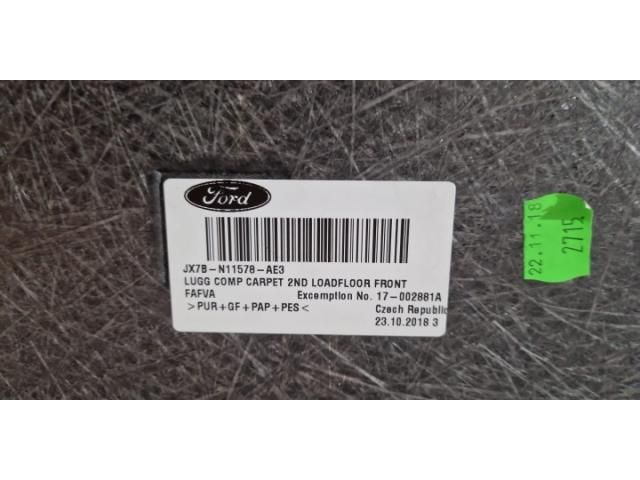 Ford
JX7B-N11578-AE3
LUGG COMP CARPET 2ND LOADFLOOR FRONT
FAFVA Excemption No. 17-002881A
>PUR+GF+PAP+PES< Czech Republic
23.10.2018 3
22.11.18
2715